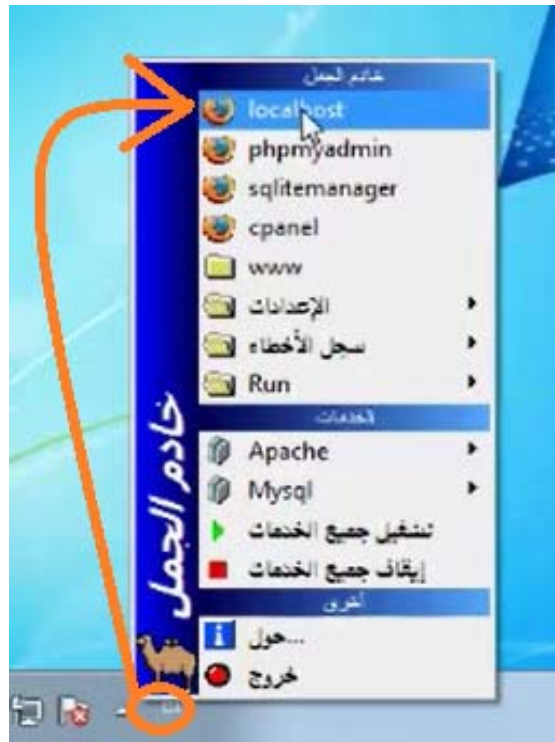 خادم الجمل
localhost
phpmyadmin
sqlitemanager
cpanel
www
الإعدادات
سجل الأخطاء
Run
الخدمات
Apache
Mysql
تشغيل جميع الخدمات
إيقاف جميع الخدمات
أخرى
حول...
خروج
خادم الجمل